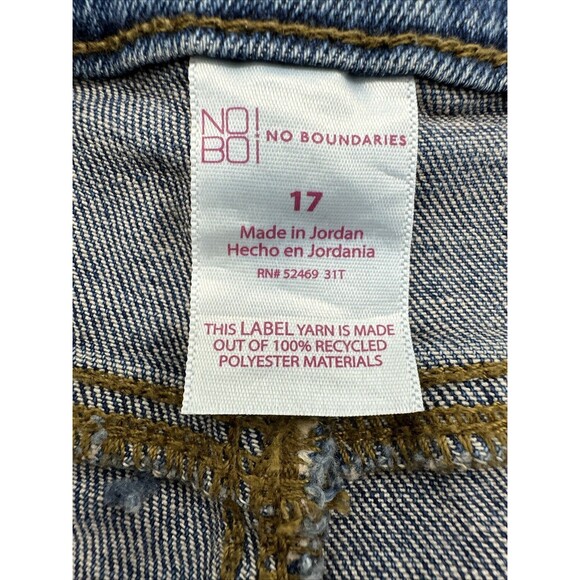 NO
BO
NO BOUNDARIES
17
Made in Jordan
Hecho en Jordania
RN# 52469 31T
THIS LABEL YARN IS MADE
OUT OF 100% RECYCLED
POLYESTER MATERIALS